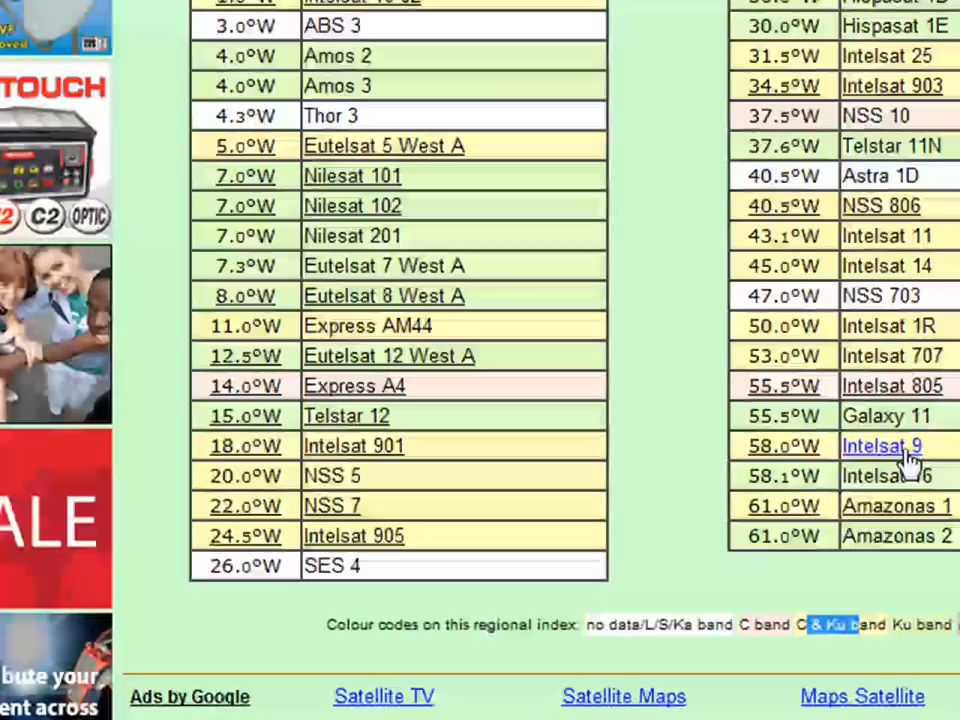 VF
oved
TOUCH
C2
OPTIC
ALE
bute your
ent across
3.0°W ABS 3
4.0°W Amos 2
4.0°W Amos 3
4.3°W Thor 3
5.0°W Eutelsat 5 West A
7.0°W Nilesat 101
7.0°W Nilesat 102
7.0°W Nilesat 201
7.3°W Eutelsat 7 West A
8.0°W Eutelsat 8 West A
11.0°W Express AM44
12.5°W Eutelsat 12 West A
14.0°W Express A4
15.0°W Telstar 12
18.0°W Intelsat 901
20.0°W NSS 5
22.0°W NSS 7
24.5°W Intelsat 905
26.0°W SES 4
30.0°W Hispasat 1E
31.5°W Intelsat 25
34.5°W Intelsat 903
37.5°W NSS 10
37.6°W Telstar 11N
40.5°W Astra 1D
40.5°W NSS 806
43.1°W Intelsat 11
45.0°W Intelsat 14
47.0°W NSS 703
50.0°W Intelsat 1R
53.0°W Intelsat 707
55.5°W Intelsat 805
55.5°W Galaxy 11
58.0°W Intelsat 9
58.1°W
61.0°W Amazonas 1
61.0°W Amazonas 2
Colour codes on this regional index: no data/L/S/Ka band C band C & Ku band Ku band
Ads by Google Satellite TV Satellite Maps Maps Satellite